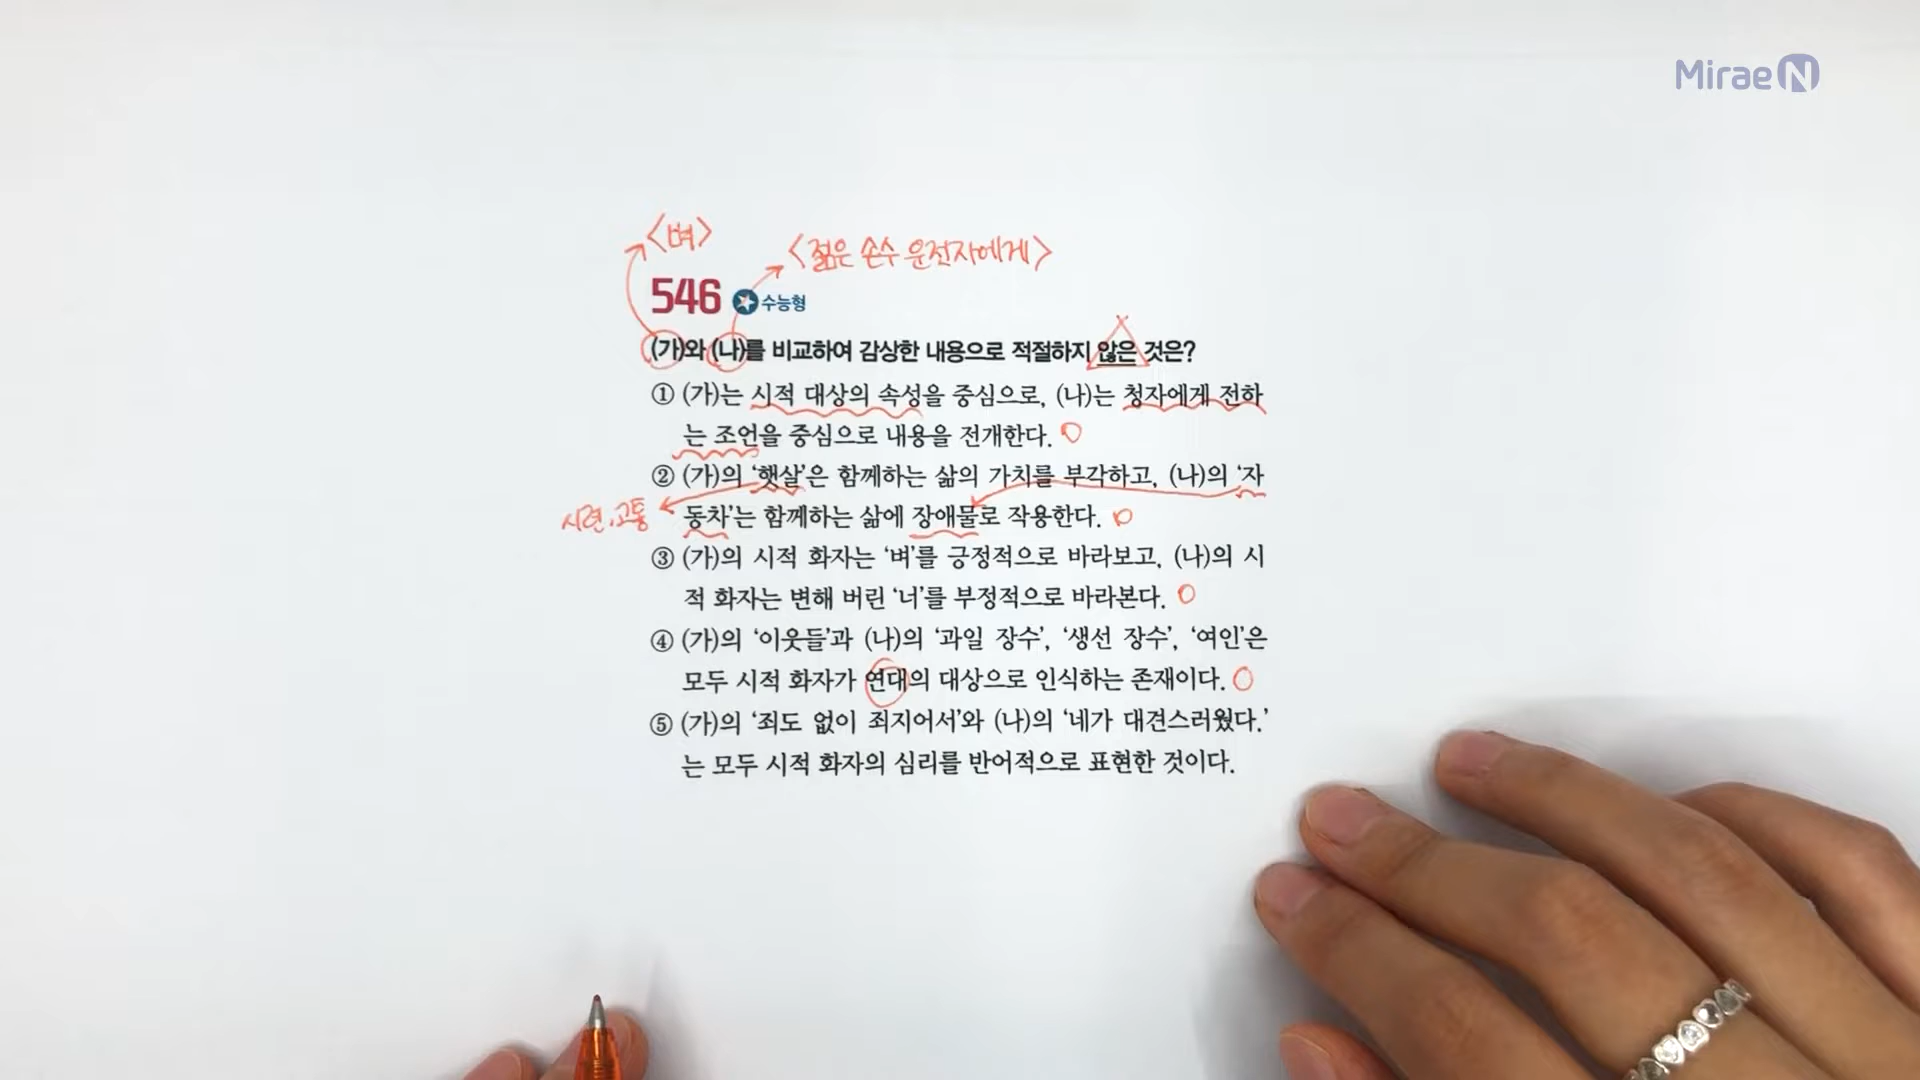 Mirae N
<벼>
<젊은 손수 운전자에게>
546 수능형
(가)와 (나)를 비교하여 감상한 내용으로 적절하지 않은 것은?
① (가)는 시적 대상의 속성을 중심으로, (나)는 청자에게 전하
는 조언을 중심으로 내용을 전개한다.
② (가)의 '햇살'은 함께하는 삶의 가치를 부각하고, (나)의 '자
시련, 고통
동차'는 함께하는 삶에 장애물로 작용한다.
③ (가)의 시적 화자는 '벼'를 긍정적으로 바라보고, (나)의 시
적 화자는 변해 버린 '너'를 부정적으로 바라본다.
④ (가)의 '이웃들'과 (나)의 '과일 장수', '생선 장수', '여인'은
모두 시적 화자가 연대의 대상으로 인식하는 존재이다.
⑤ (가)의 '죄도 없이 죄지어서'와 (나)의 '네가 대견스러웠다.'
는 모두 시적 화자의 심리를 반어적으로 표현한 것이다.